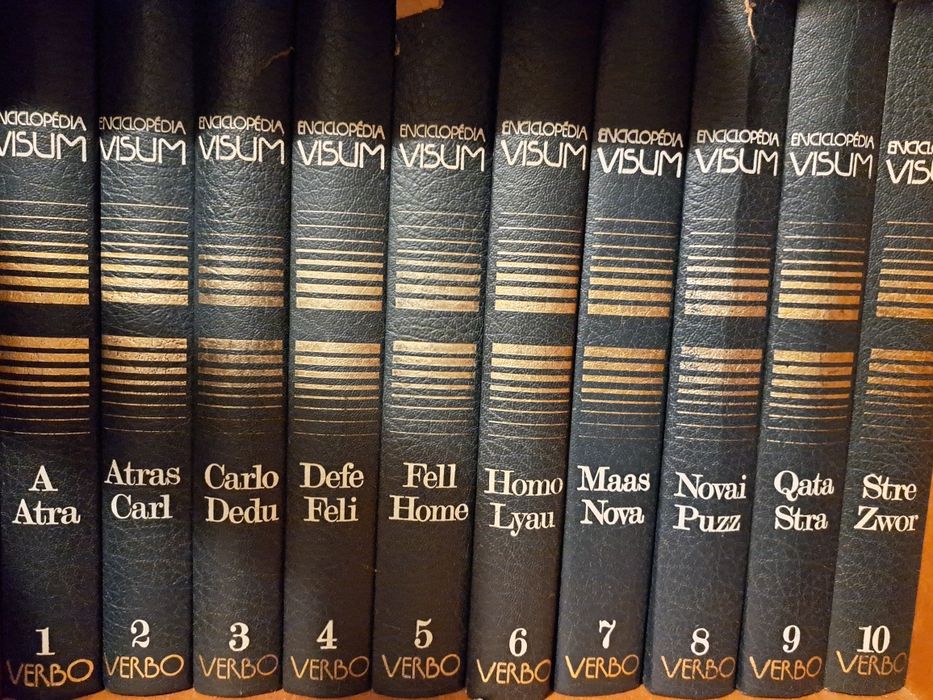 ENCICLOPÉDIA
VISUM
A
Atra
1
VERBO
ENCICLOPÉDIA
VISUM
Atras
Carl
2
VERBO
ENCICLOPÉDIA
VISUM
Carlo
Dedu
3
VERBO
ENCICLOPÉDIA
VISUM
Defe
Feli
4
VERBO
ENCICLOPÉDIA
VISUM
Fell
Home
5
VERBO
ENCICLOPÉDIA
VISUM
Homo
Lyau
6
VERBO
ENCICLOPÉDIA
VISUM
Maas
Nova
7
VERBO
ENCICLOPÉDIA
VISUM
Novai
Puzz
8
VERBO
ENCICLOPÉDIA
VISUM
Qata
Stra
9
VERBO
ENCICLOPÉDIA
VISUM
Stre
Zwor
10
VERBO